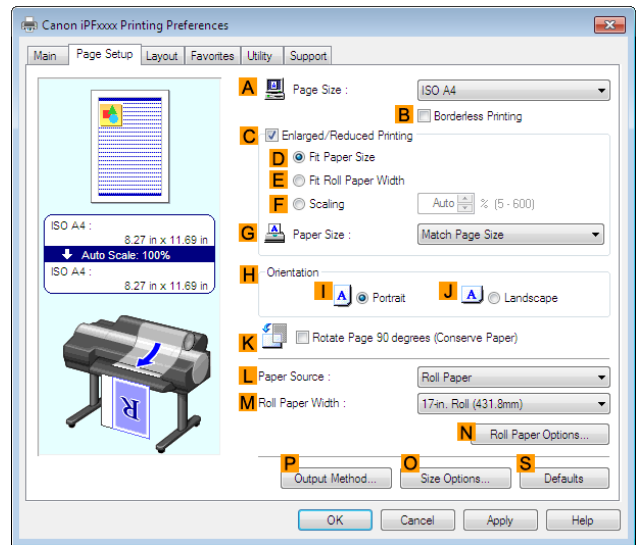 Canon iPFxxxx Printing Preferences
Main Page Setup Layout Favorites Utility Support
A Page Size : ISO A4
B Borderless Printing
C Enlarged/Reduced Printing
D Fit Paper Size
E Fit Roll Paper Width
F Scaling Auto % (5 - 600)
G Paper Size : Match Page Size
ISO A4 :
8.27 in x 11.69 in
Auto Scale: 100%
ISO A4 :
8.27 in x 11.69 in
H Orientation
I A Portrait J A Landscape
K Rotate Page 90 degrees (Conserve Paper)
R
L Paper Source : Roll Paper
M Roll Paper Width : 17-in. Roll (431.8mm)
N Roll Paper Options...
P Output Method... O Size Options... S Defaults
OK Cancel Apply Help